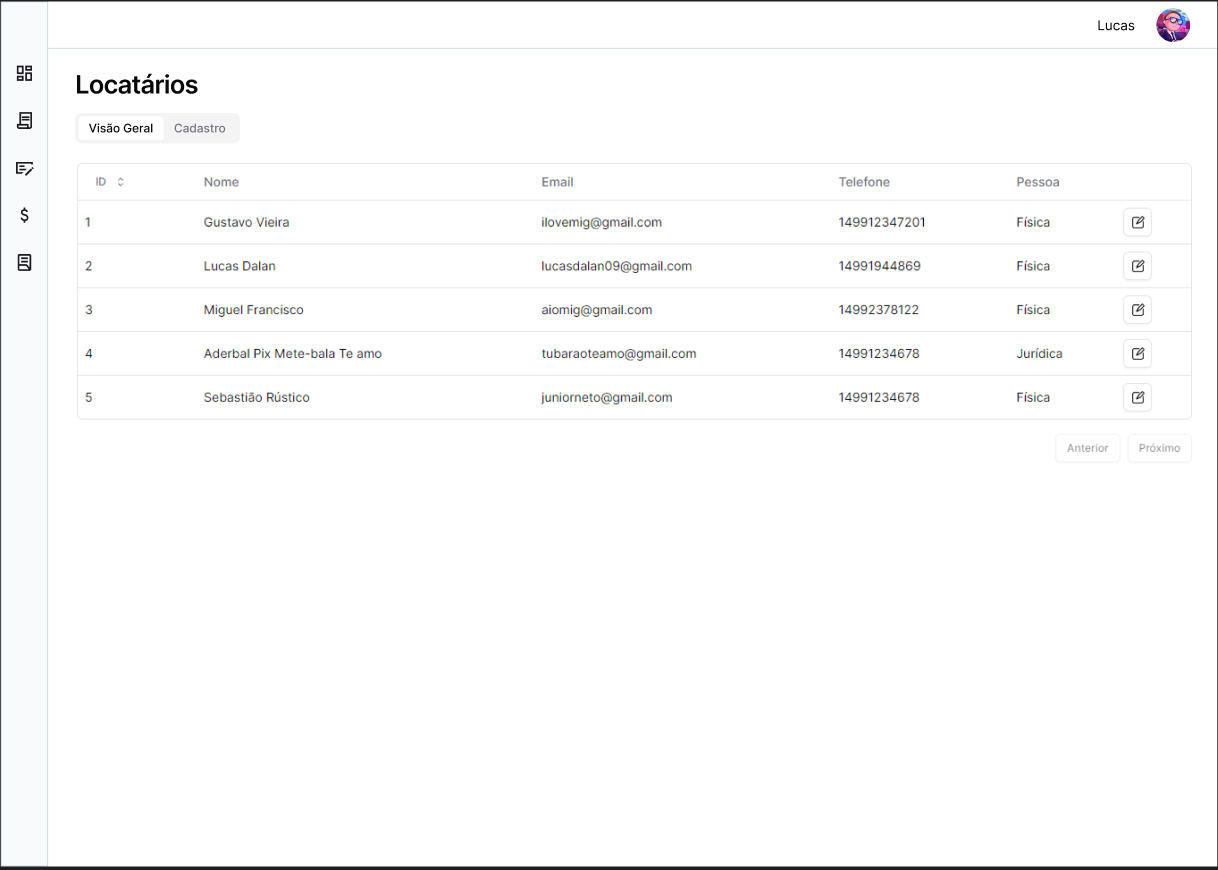 Lucas
Locatários
Visão Geral Cadastro
ID Nome Email Telefone Pessoa
1 Gustavo Vieira ilovemig@gmail.com 149912347201 Física
2 Lucas Dalan lucasdalan09@gmail.com 14991944869 Física
3 Miguel Francisco aiomig@gmail.com 14992378122 Física
4 Aderbal Pix Mete-bala Te amo tubaraoteamo@gmail.com 14991234678 Jurídica
5 Sebastião Rústico juniorneto@gmail.com 14991234678 Física
Anterior Próximo